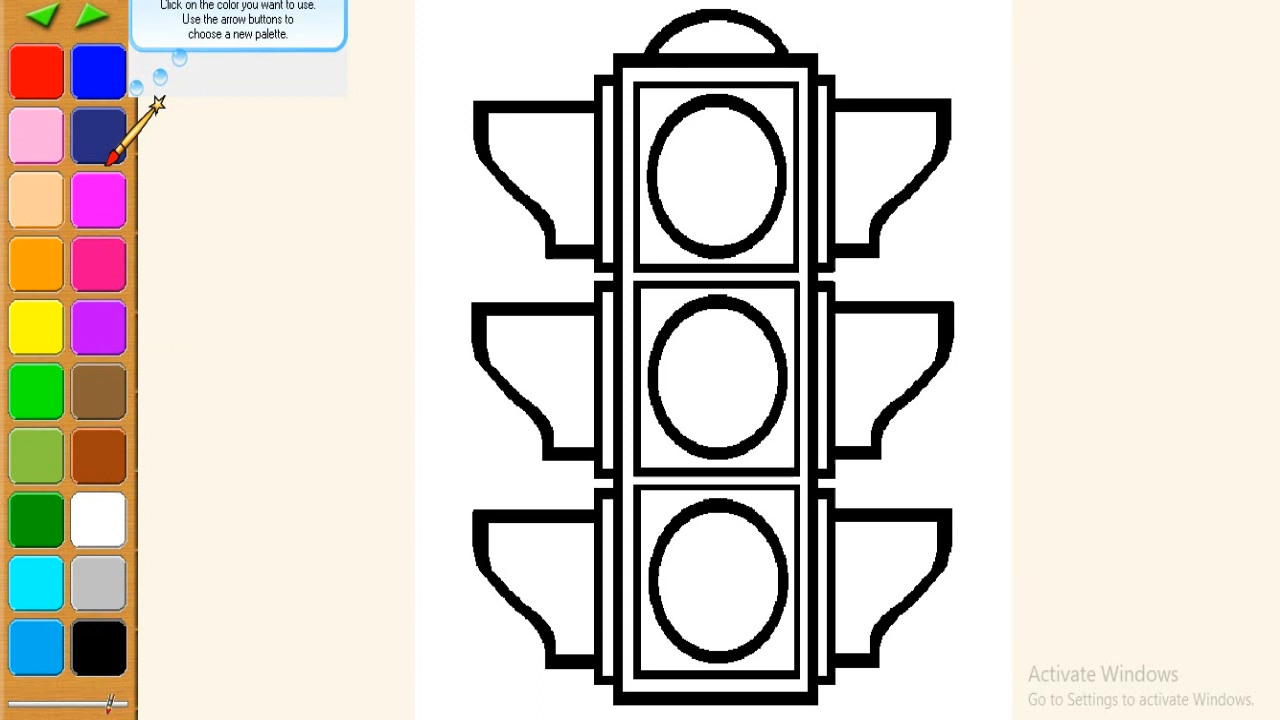 Click on the color you want to use.
Use the arrow buttons to
choose a new palette.
Activate Windows
Go to Settings to activate Windows.